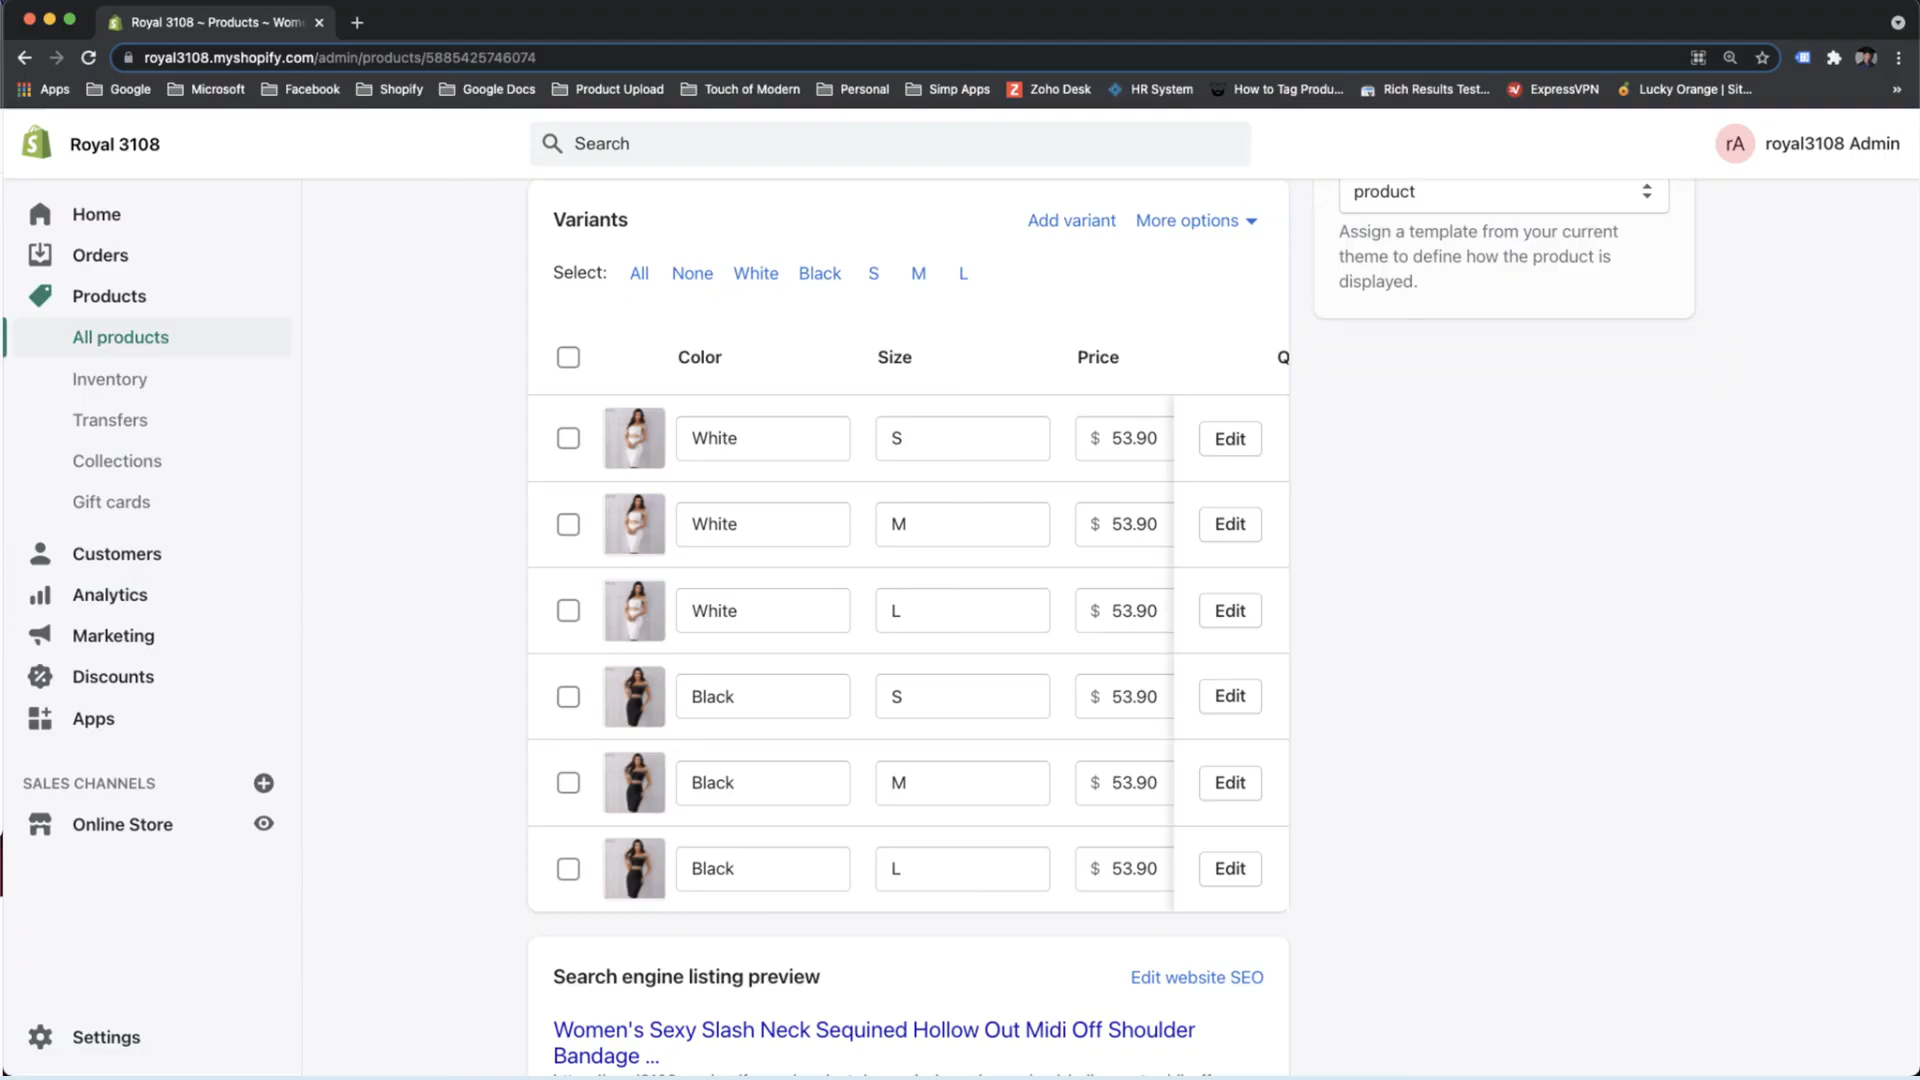 Royal 3108 ~ Products ~ Wom
royal3108.myshopify.com/admin/products/5885425746074
Apps Google Microsoft Facebook Shopify Google Docs Product Upload Touch of Modern Personal Simp Apps Zoho Desk HR System How to Tag Produ... Rich Results Test... ExpressVPN Lucky Orange | Sit... »
Royal 3108
Search
rA royal3108 Admin
Home
Orders
Products
All products
Inventory
Transfers
Collections
Gift cards
Customers
Analytics
Marketing
Discounts
Apps
SALES CHANNELS
Online Store
Settings
Variants Add variant More options
Select: All None White Black S M L
Color Size Price Q
White S $ 53.90 Edit
White M $ 53.90 Edit
White L $ 53.90 Edit
Black S $ 53.90 Edit
Black M $ 53.90 Edit
Black L $ 53.90 Edit
Search engine listing preview Edit website SEO
Women's Sexy Slash Neck Sequined Hollow Out Midi Off Shoulder
Bandage ...
product
Assign a template from your current
theme to define how the product is
displayed.